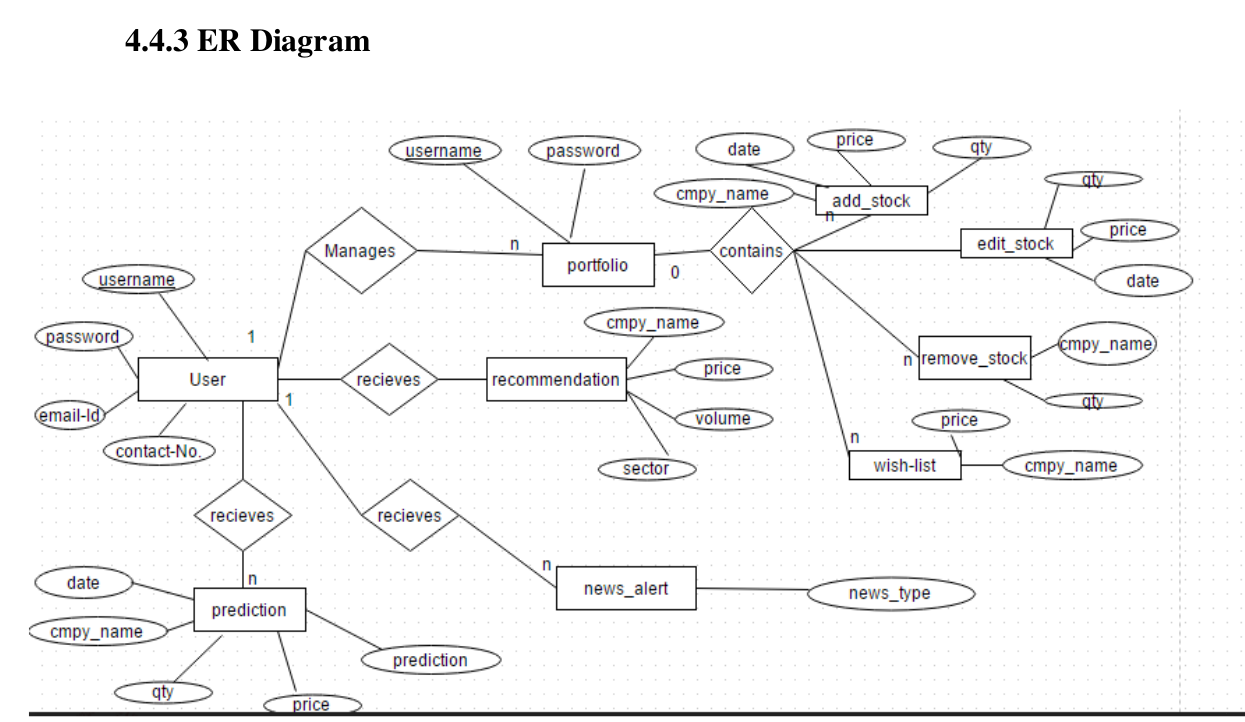 4.4.3 ER Diagram
username
password
date
price
qty
cmpy_name
add_stock
n
qty
edit_stock
price
date
Manages
n
portfolio
0
contains
username
password
1
User
1
email-Id
contact-No.
recieves
recommendation
cmpy_name
price
volume
sector
n
remove_stock
cmpy_name
qty
price
n
wish-list
cmpy_name
recieves
recieves
n
news_alert
news_type
date
n
prediction
cmpy_name
qty
price
prediction